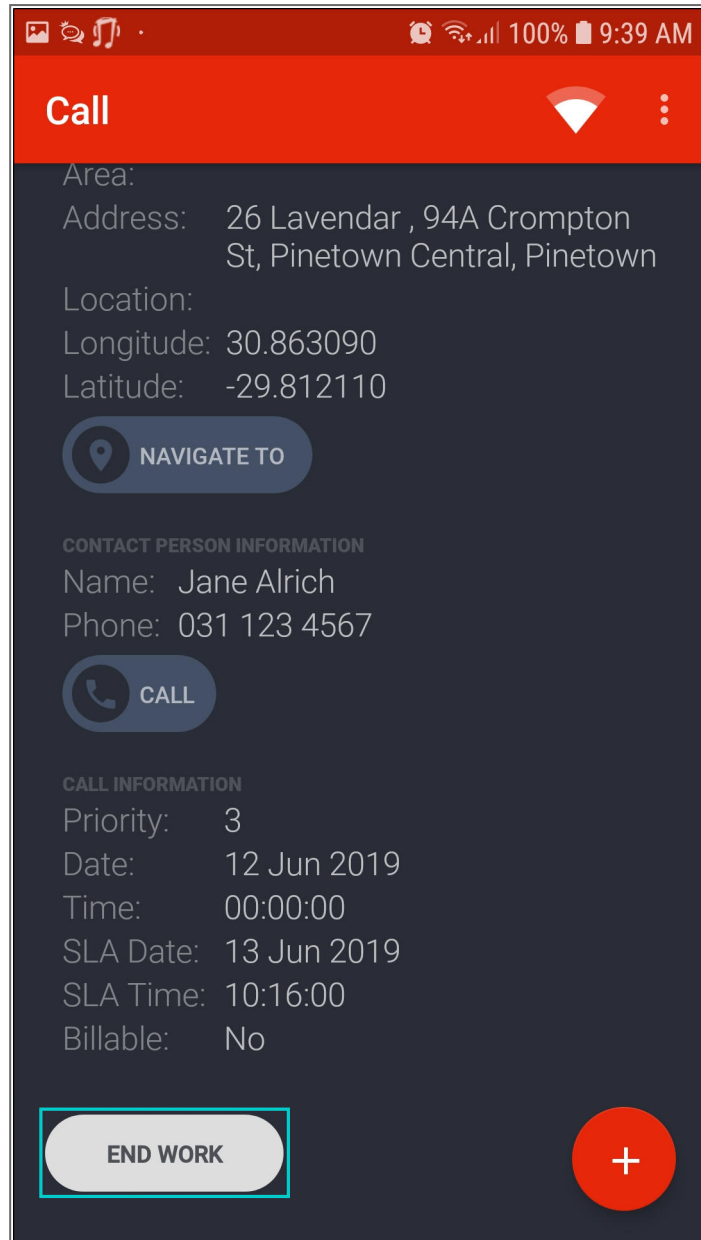 100% 9:39 AM
Call
Area:
Address: 26 Lavendar , 94A Crompton
St, Pinetown Central, Pinetown
Location:
Longitude: 30.863090
Latitude: -29.812110
NAVIGATE TO
CONTACT PERSON INFORMATION
Name: Jane Alrich
Phone: 031 123 4567
CALL
CALL INFORMATION
Priority: 3
Date: 12 Jun 2019
Time: 00:00:00
SLA Date: 13 Jun 2019
SLA Time: 10:16:00
Billable: No
END WORK
+